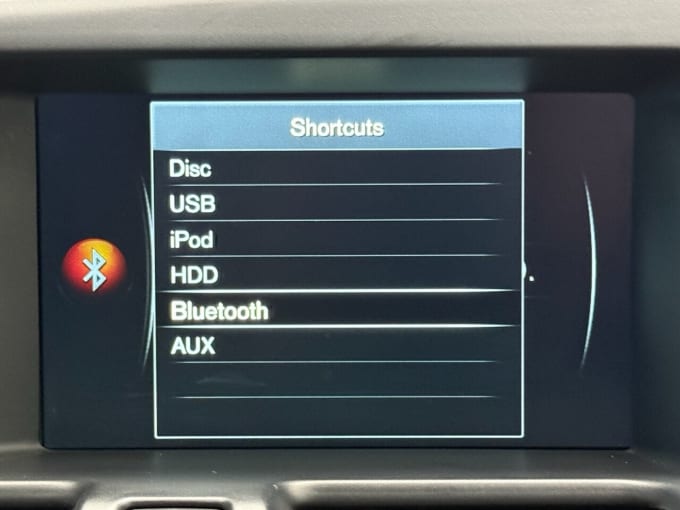 Shortcuts
Disc
USB
iPod
HDD
Bluetooth
AUX